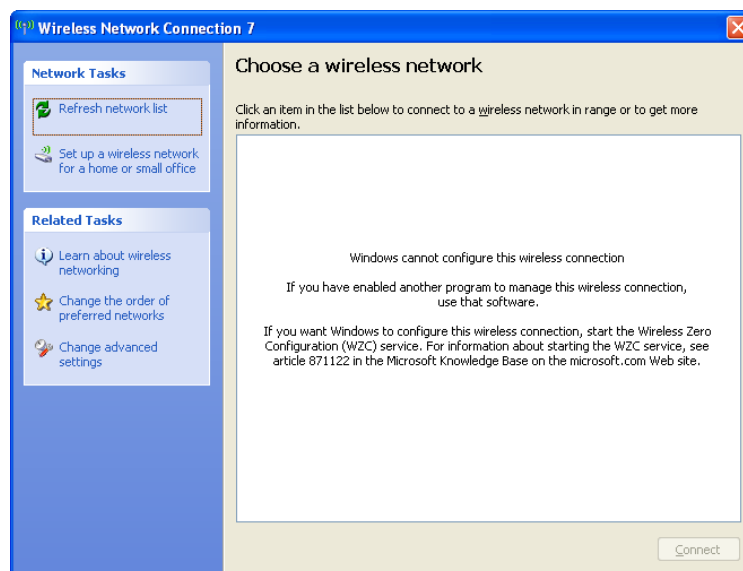 Wireless Network Connection 7
Network Tasks
Refresh network list
Set up a wireless network
for a home or small office
Related Tasks
Learn about wireless
networking
Change the order of
preferred networks
Change advanced
settings
Choose a wireless network
Click an item in the list below to connect to a wireless network in range or to get more
information.
Windows cannot configure this wireless connection
If you have enabled another program to manage this wireless connection,
use that software.
If you want Windows to configure this wireless connection, start the Wireless Zero
Configuration (WZC) service. For information about starting the WZC service, see
article 871122 in the Microsoft Knowledge Base on the microsoft.com Web site.
Connect